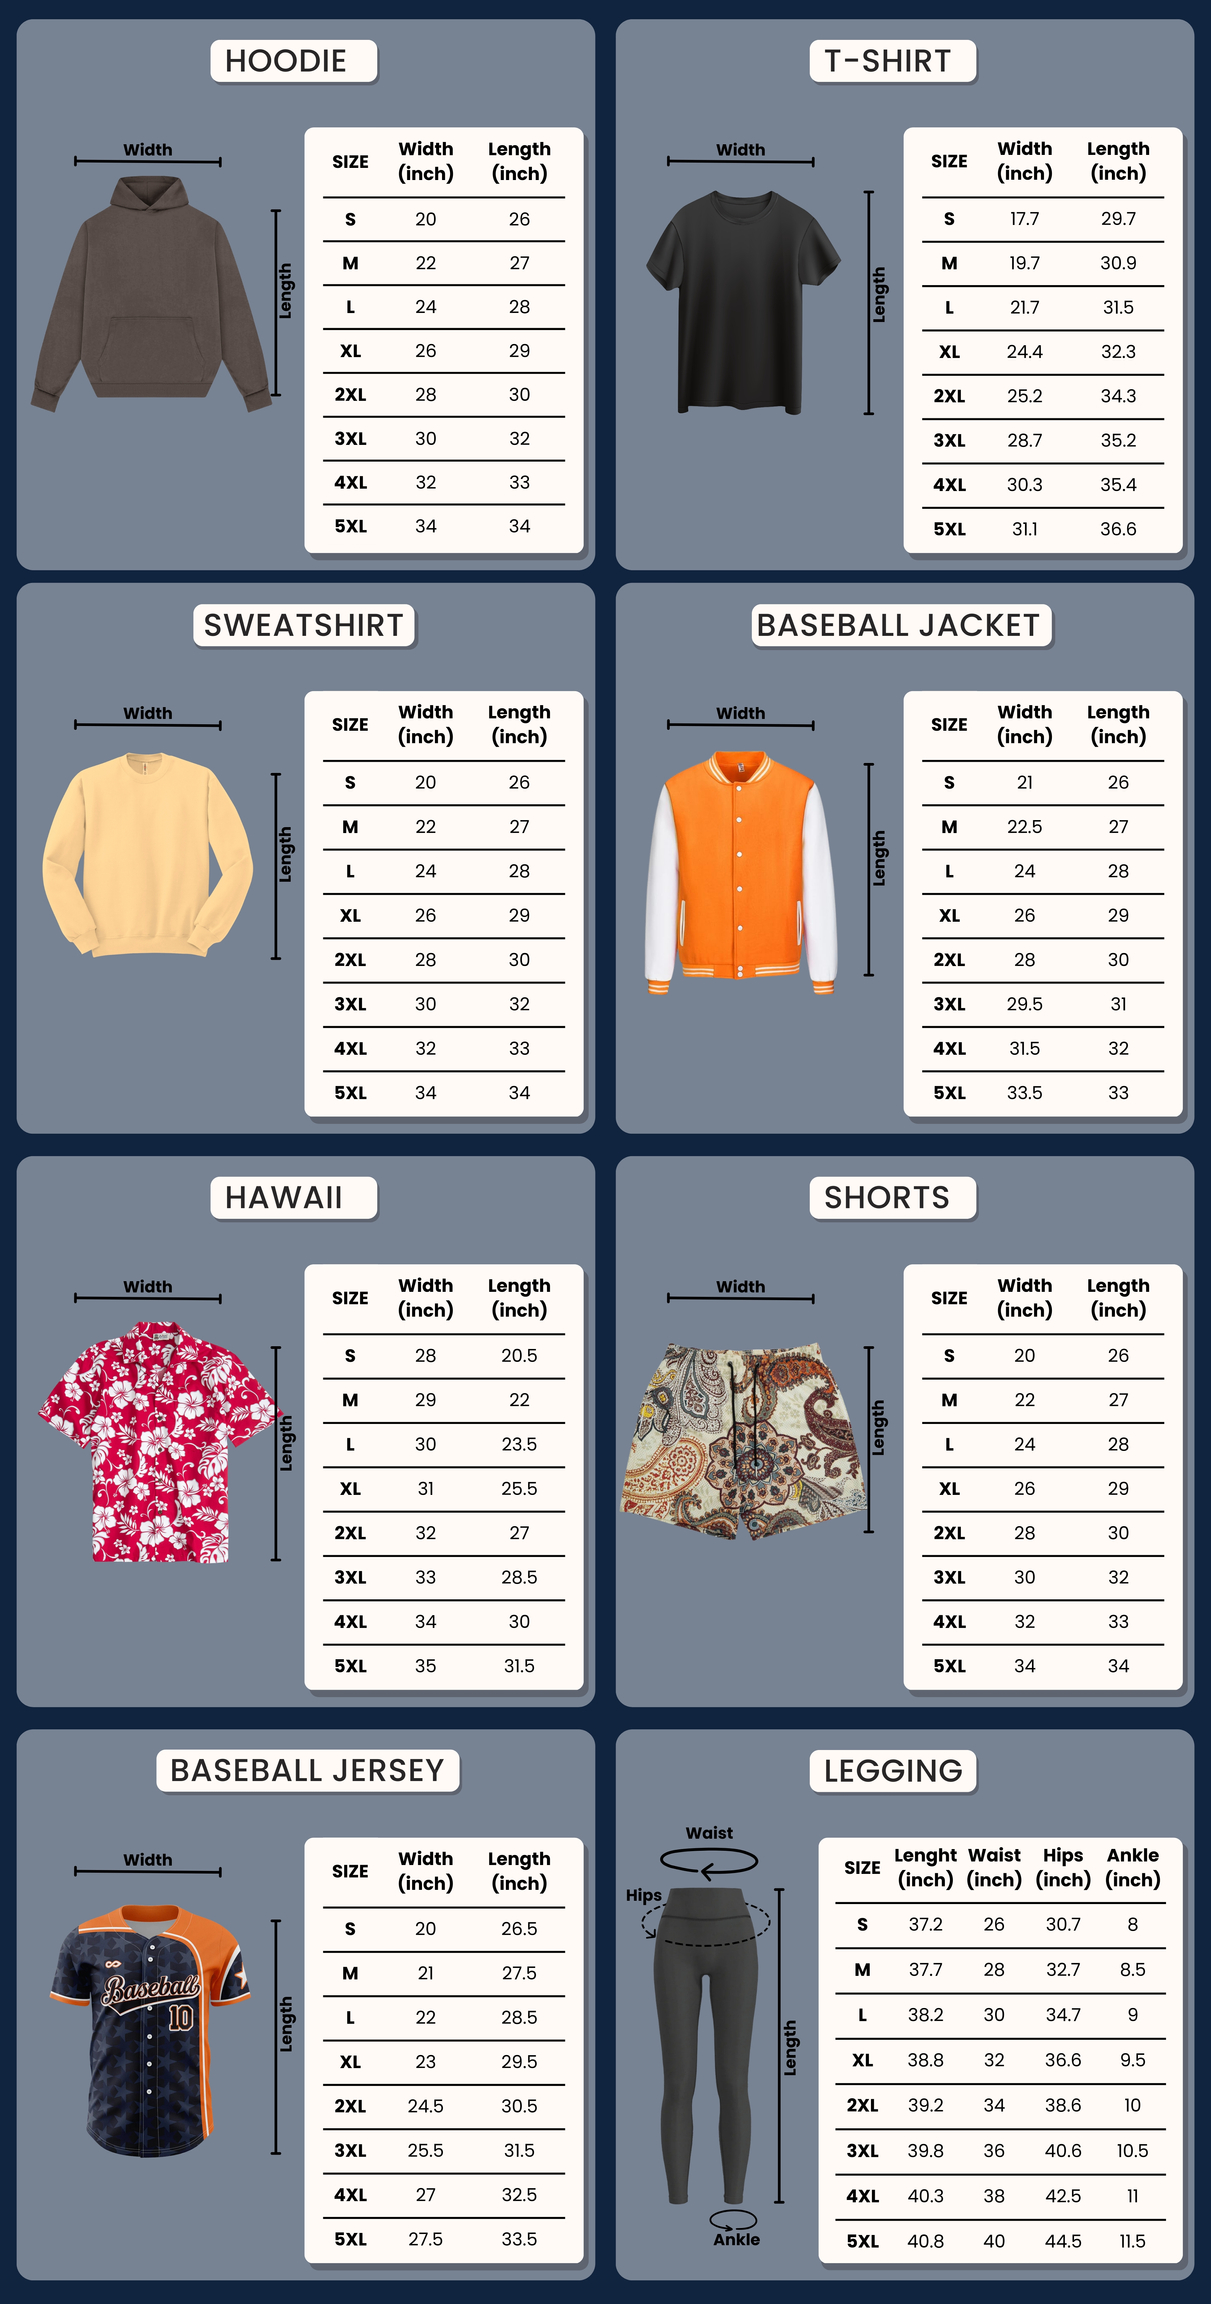 HOODIE
Width
Length
SIZE Width (inch) Length (inch)
S 20 26
M 22 27
L 24 28
XL 26 29
2XL 28 30
3XL 30 32
4XL 32 33
5XL 34 34
T-SHIRT
Width
Length
SIZE Width (inch) Length (inch)
S 17.7 29.7
M 19.7 30.9
L 21.7 31.5
XL 24.4 32.3
2XL 25.2 34.3
3XL 28.7 35.2
4XL 30.3 35.4
5XL 31.1 36.6
SWEATSHIRT
Width
Length
SIZE Width (inch) Length (inch)
S 20 26
M 22 27
L 24 28
XL 26 29
2XL 28 30
3XL 30 32
4XL 32 33
5XL 34 34
BASEBALL JACKET
Width
Length
SIZE Width (inch) Length (inch)
S 21 26
M 22.5 27
L 24 28
XL 26 29
2XL 28 30
3XL 29.5 31
4XL 31.5 32
5XL 33.5 33
HAWAII
Width
Length
SIZE Width (inch) Length (inch)
S 28 20.5
M 29 22
L 30 23.5
XL 31 25.5
2XL 32 27
3XL 33 28.5
4XL 34 30
5XL 35 31.5
SHORTS
Width
Length
SIZE Width (inch) Length (inch)
S 20 26
M 22 27
L 24 28
XL 26 29
2XL 28 30
3XL 30 32
4XL 32 33
5XL 34 34
BASEBALL JERSEY
Width
Baseball
10
Length
SIZE Width (inch) Length (inch)
S 20 26.5
M 21 27.5
L 22 28.5
XL 23 29.5
2XL 24.5 30.5
3XL 25.5 31.5
4XL 27 32.5
5XL 27.5 33.5
LEGGING
Waist
Hips
Length
Ankle
SIZE Lenght (inch) Waist (inch) Hips (inch) Ankle (inch)
S 37.2 26 30.7 8
M 37.7 28 32.7 8.5
L 38.2 30 34.7 9
XL 38.8 32 36.6 9.5
2XL 39.2 34 38.6 10
3XL 39.8 36 40.6 10.5
4XL 40.3 38 42.5 11
5XL 40.8 40 44.5 11.5